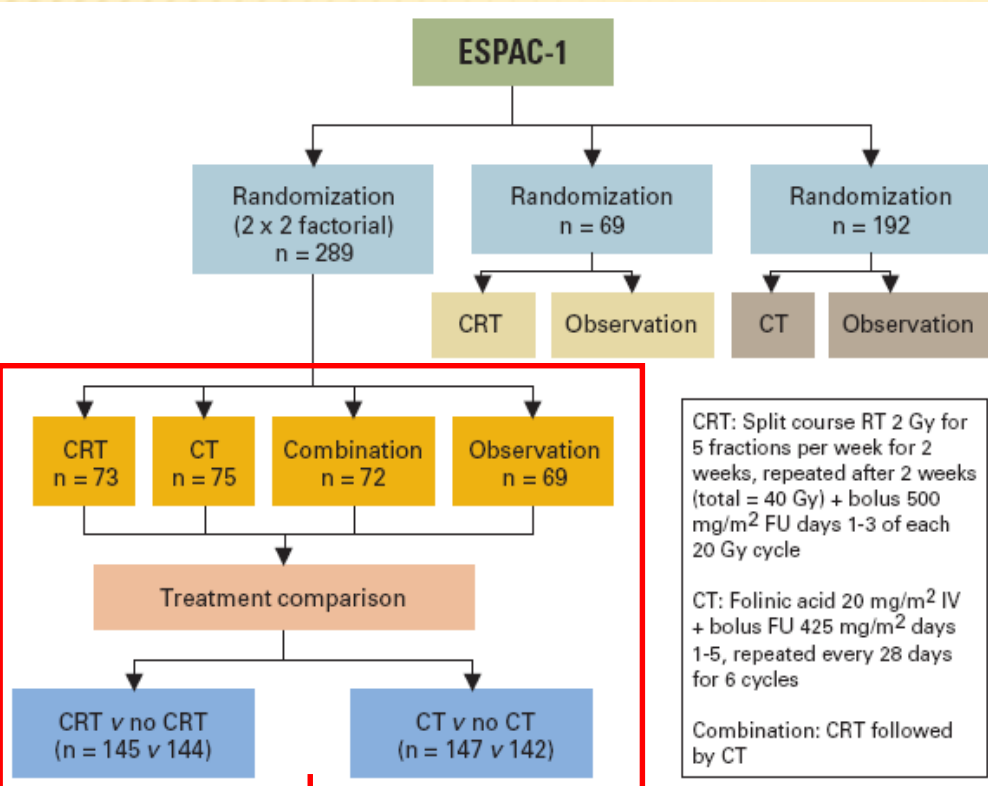 ESPAC-1
Randomization
(2 x 2 factorial)
n = 289
Randomization
n = 69
Randomization
n = 192
CRT
Observation
CT
Observation
CRT
n = 73
CT
n = 75
Combination
n = 72
Observation
n = 69
Treatment comparison
CRT v no CRT
(n = 145 v 144)
CT v no CT
(n = 147 v 142)
CRT: Split course RT 2 Gy for
5 fractions per week for 2
weeks, repeated after 2 weeks
(total = 40 Gy) + bolus 500
mg/m² FU days 1-3 of each
20 Gy cycle
CT: Folinic acid 20 mg/m² IV
+ bolus FU 425 mg/m² days
1-5, repeated every 28 days
for 6 cycles
Combination: CRT followed
by CT